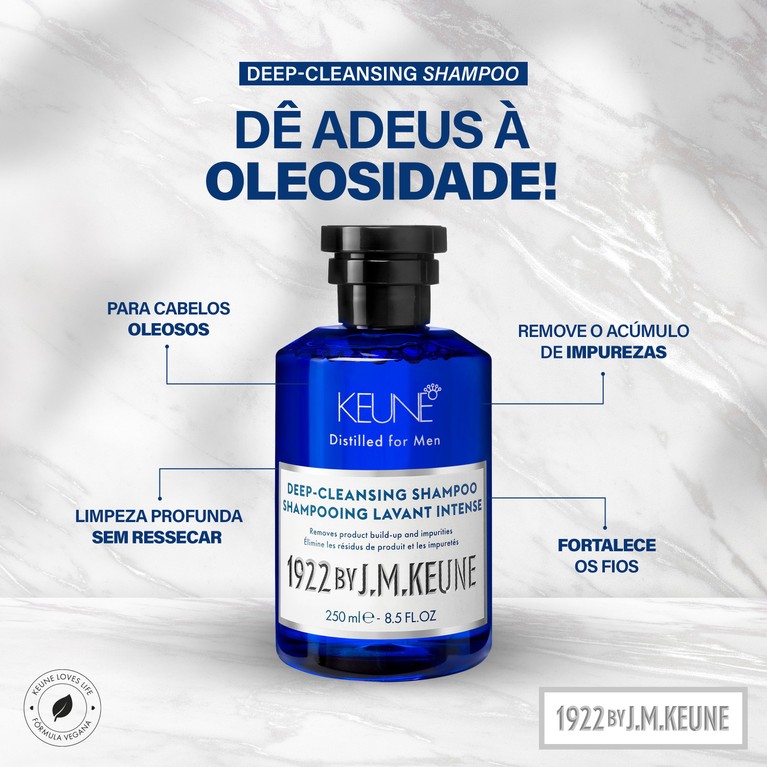 DEEP-CLEANSING SHAMPOO
DÊ ADEUS À
OLEOSIDADE!
PARA CABELOS
OLEOSOS
REMOVE O ACÚMULO
DE IMPUREZAS
LIMPEZA PROFUNDA
SEM RESSECAR
FORTALECE
OS FIOS
KEUNE
Distilled for Men
DEEP-CLEANSING SHAMPOO
SHAMPOOING LAVANT INTENSE
Removes product build-up and impurities
Élimine les résidus de produit et les impuretés
1922 BY J.M.KEUNE
250 ml e - 8.5 FL.OZ
KEUNE LOVES LIFE
FÓRMULA VEGANA
1922 BY J.M.KEUNE